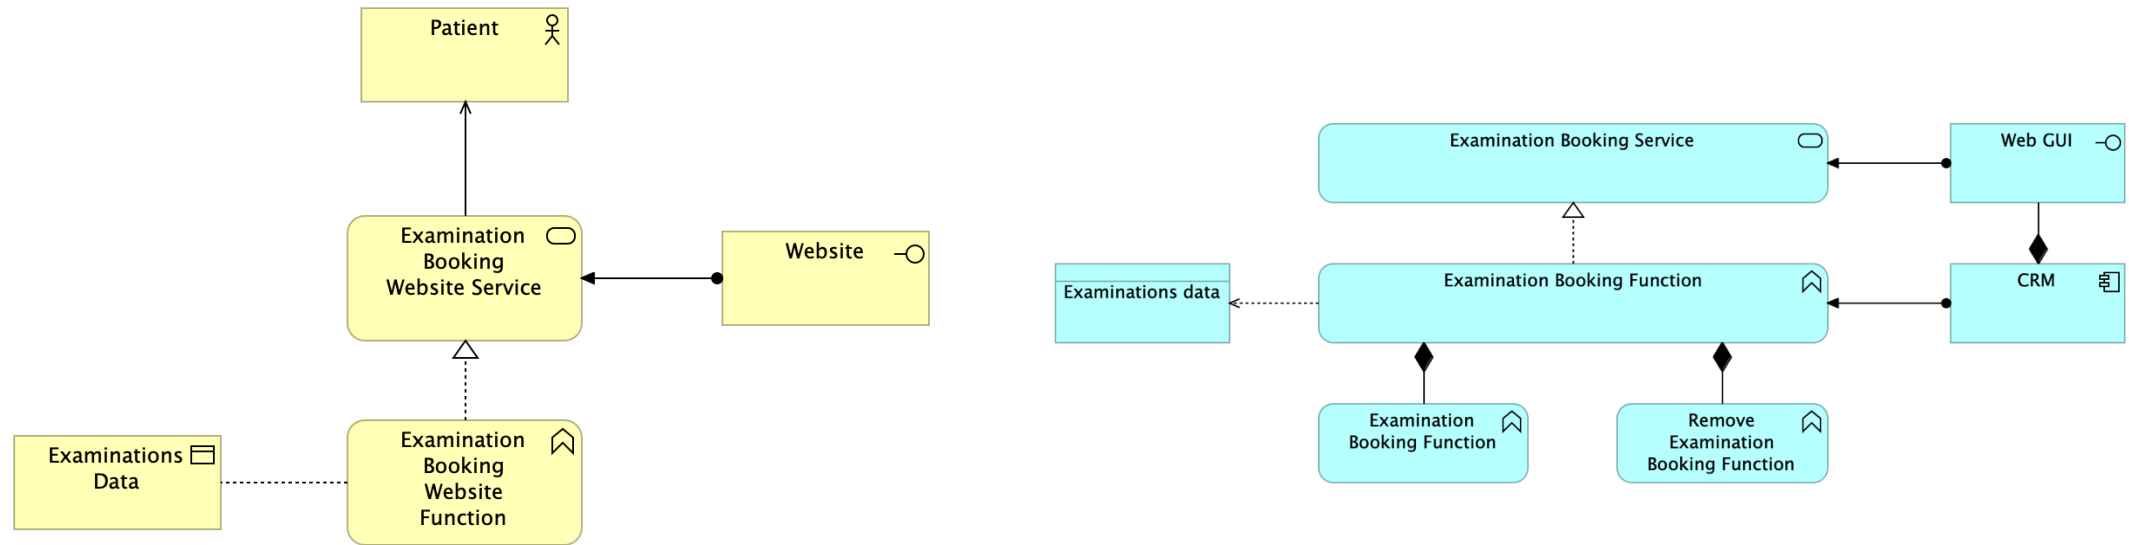 Patient
Examination
Booking
Website Service
Website
Examinations
Data
Examination
Booking
Website
Function
Examination Booking Service
Web GUI
Examinations data
Examination Booking Function
CRM
Examination
Booking Function
Remove
Examination
Booking Function